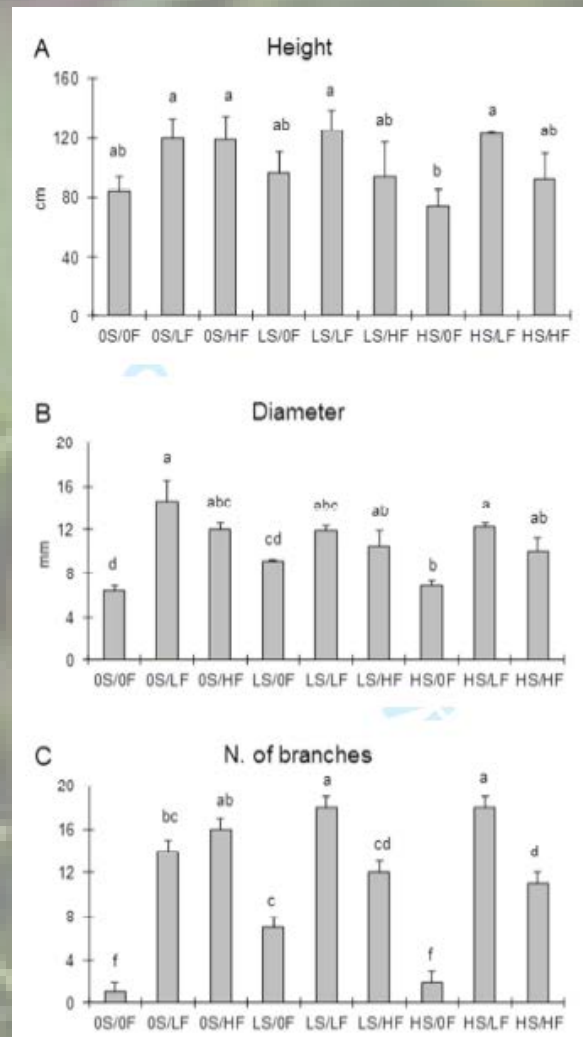 A Height
160
a a a a
ab ab ab ab
120
b
80
cm
40
0
0S/0F 0S/LF 0S/HF LS/0F LS/LF LS/HF HS/0F HS/LF HS/HF
B Diameter
20
a
16
abc abc ab a ab
12
cd
d b
8
mm
4
0
0S/0F 0S/LF 0S/HF LS/0F LS/LF LS/HF HS/0F HS/LF HS/HF
C N. of branches
20
a a
ab
bc
16
cd d
12
c
8
4
f f
0
0S/0F 0S/LF 0S/HF LS/0F LS/LF LS/HF HS/0F HS/LF HS/HF